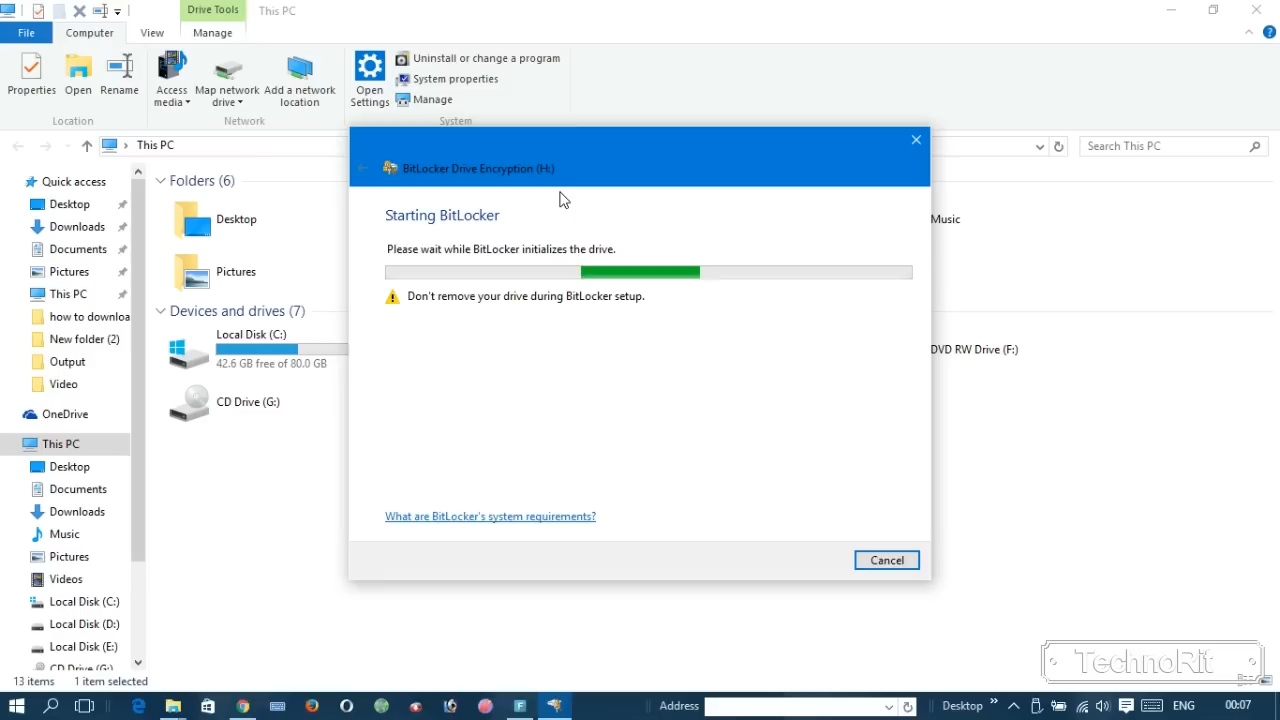 Drive Tools
This PC
File
Computer
View
Manage
Properties
Open
Rename
Access media
Map network drive
Add a network location
Open Settings
Uninstall or change a program
System properties
Manage
Location
Network
System
This PC
Search This PC
Quick access
Desktop
Downloads
Documents
Pictures
This PC
how to downloa
New folder (2)
Output
Video
OneDrive
This PC
Desktop
Documents
Downloads
Music
Pictures
Videos
Local Disk (C:)
Local Disk (D:)
Local Disk (E:)
CD Drive (G:)
Folders (6)
Desktop
Pictures
Music
Devices and drives (7)
Local Disk (C:)
42.6 GB free of 80.0 GB
DVD RW Drive (F:)
CD Drive (G:)
BitLocker Drive Encryption (H:)
Starting BitLocker
Please wait while BitLocker initializes the drive.
Don't remove your drive during BitLocker setup.
What are BitLocker's system requirements?
Cancel
TechnoRit
13 items
1 item selected
Address
Desktop
ENG
00:07